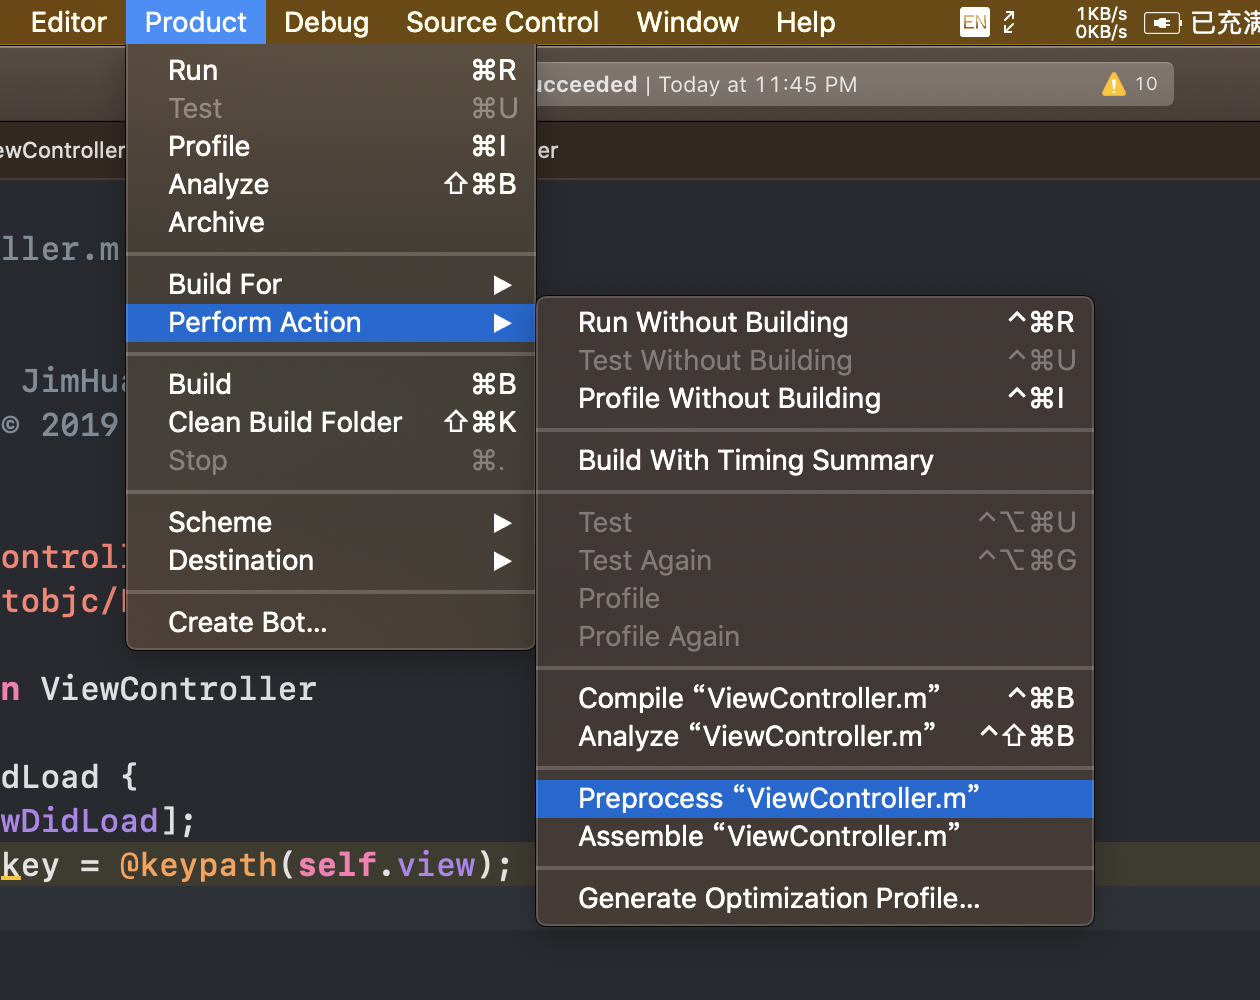 Editor Product Debug Source Control Window Help EN 1KB/s 0KB/s 已充满
ucceeded | Today at 11:45 PM 10
ewController
er
Run ⌘R
Test ⌘U
Profile ⌘I
Analyze ⇧⌘B
Archive
Build For ▶
Perform Action ▶
Build ⌘B
Clean Build Folder ⇧⌘K
Stop ⌘.
Scheme ▶
Destination ▶
Create Bot...
Run Without Building ^⌘R
Test Without Building ^⌘U
Profile Without Building ^⌘I
Build With Timing Summary
Test ^⌥⌘U
Test Again ^⌥⌘G
Profile
Profile Again
Compile “ViewController.m” ^⌘B
Analyze “ViewController.m” ^⇧⌘B
Preprocess “ViewController.m”
Assemble “ViewController.m”
Generate Optimization Profile...
ller.m
JimHua
© 2019
ontroll
tobjc/
n ViewController
dLoad {
wDidLoad];
key = @keypath(self.view);